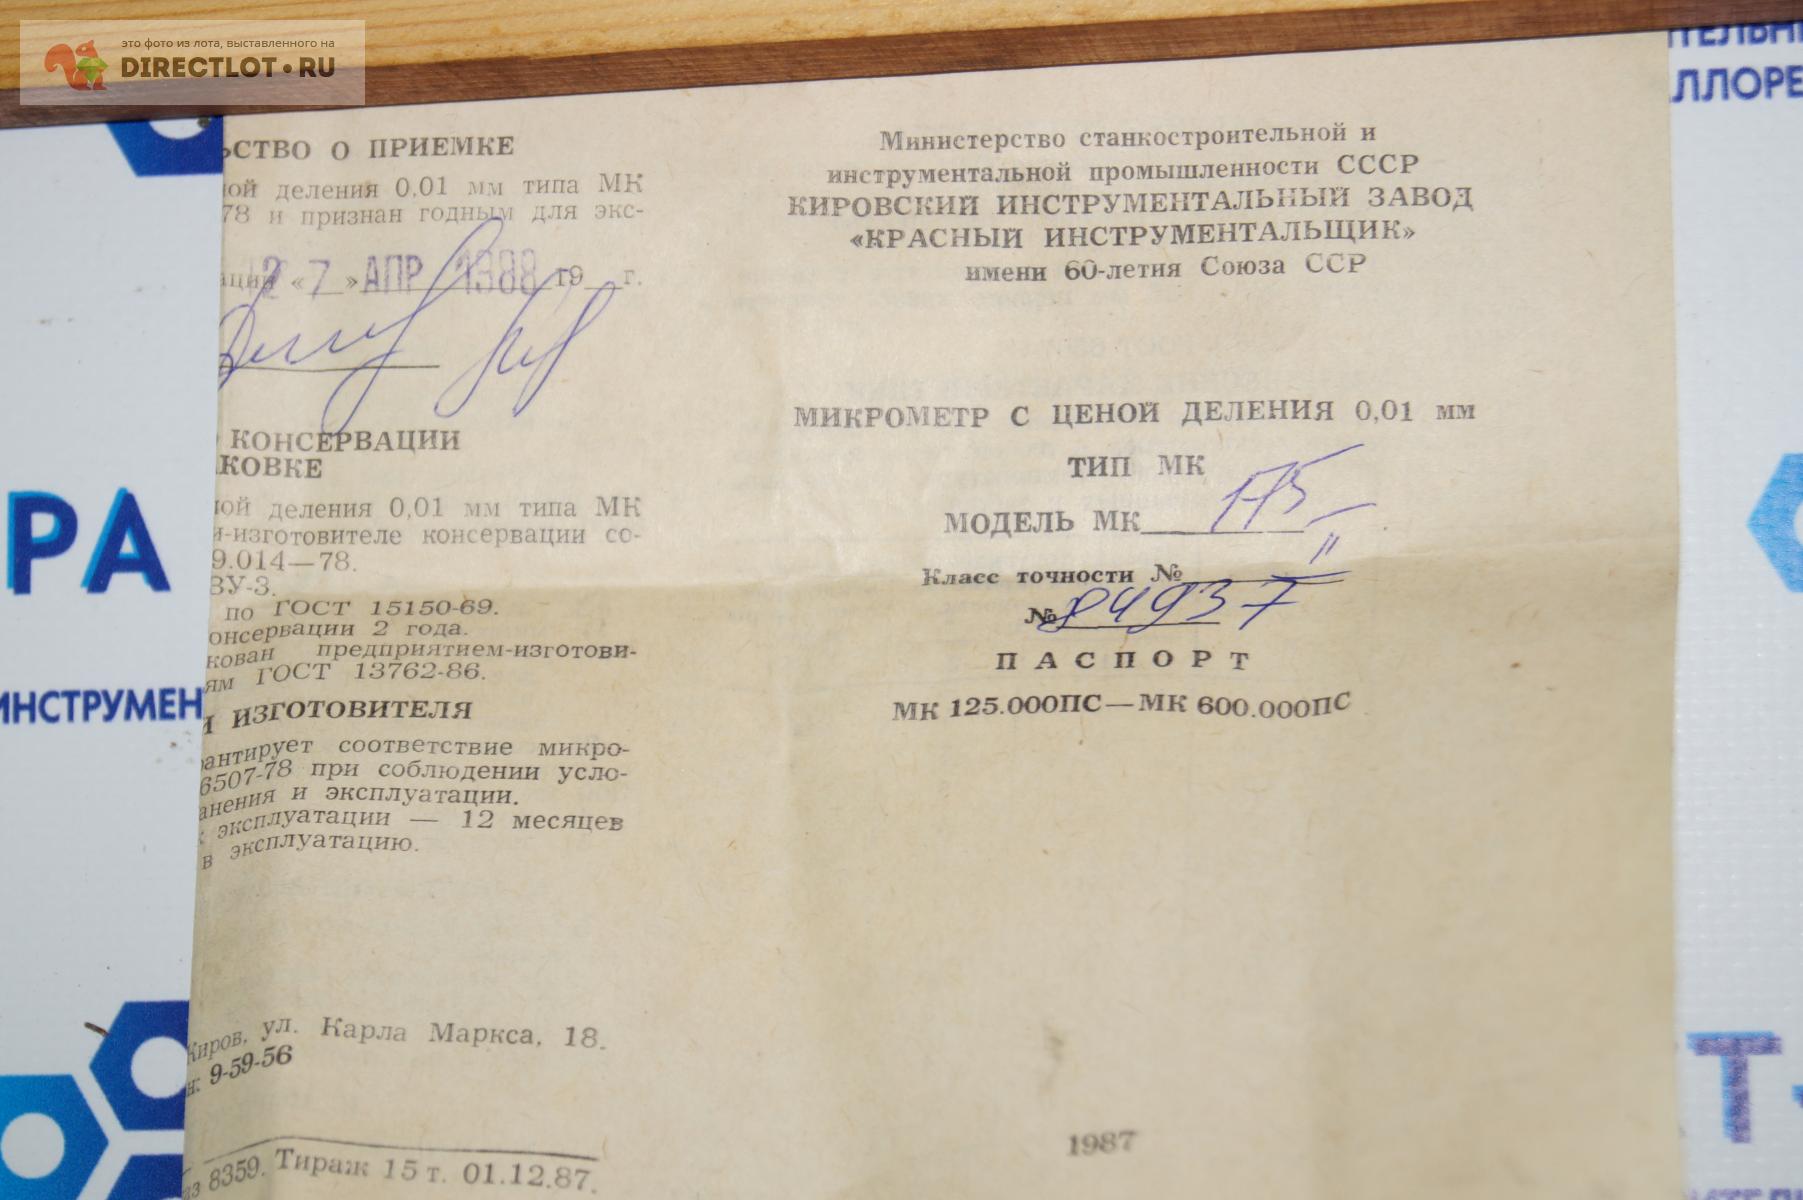 это фото из лота, выставленного на
DIRECTLOT.RU
ТЕЛЬН
ЛЛОРЕ
ЬСТВО О ПРИЕМКЕ
ной деления 0,01 мм типа МК
78 и признан годным для экс-
ации «27» АПР 1988 19 г.
КОНСЕРВАЦИИ
КОВКЕ
ной деления 0,01 мм типа МК
и-изготовителе консервации со-
9.014—78.
ВУ-3.
по ГОСТ 15150-69.
онсервации 2 года.
кован предприятием-изготови-
ям ГОСТ 13762-86.
И ИЗГОТОВИТЕЛЯ
рантирует соответствие микро-
6507-78 при соблюдении усло-
анения и эксплуатации.
к эксплуатации — 12 месяцев
в эксплуатацию.
Киров, ул. Карла Маркса, 18.
н: 9-59-56
аз 8359. Тираж 15 т. 01.12.87.
Министерство станкостроительной и
инструментальной промышленности СССР
КИРОВСКИЙ ИНСТРУМЕНТАЛЬНЫЙ ЗАВОД
«КРАСНЫЙ ИНСТРУМЕНТАЛЬЩИК»
имени 60-летия Союза ССР
МИКРОМЕТР С ЦЕНОЙ ДЕЛЕНИЯ 0,01 мм
ТИП МК
МОДЕЛЬ МК 175
Класс точности № "
№ 84937
ПАСПОРТ
МК 125.000ПС—МК 600.000ПС
1987
РА
ИНСТРУМЕН